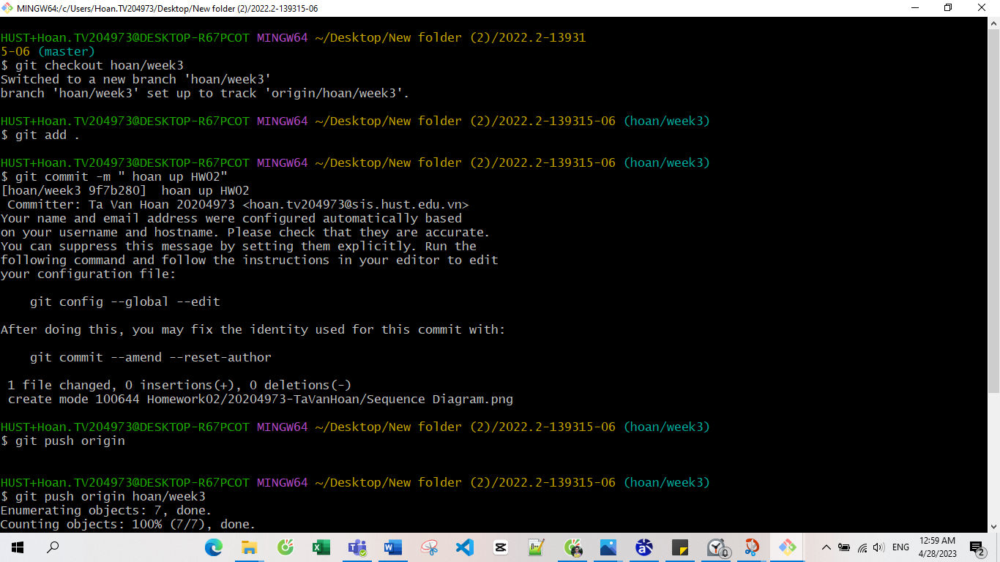 MINGW64:/c/Users/Hoan.TV204973/Desktop/New folder (2)/2022.2-139315-06
HUST+Hoan.TV204973@DESKTOP-R67PCOT MINGW64 ~/Desktop/New folder (2)/2022.2-13931
5-06 (master)
$ git checkout hoan/week3
Switched to a new branch 'hoan/week3'
branch 'hoan/week3' set up to track 'origin/hoan/week3'.
HUST+Hoan.TV204973@DESKTOP-R67PCOT MINGW64 ~/Desktop/New folder (2)/2022.2-139315-06 (hoan/week3)
$ git add .
HUST+Hoan.TV204973@DESKTOP-R67PCOT MINGW64 ~/Desktop/New folder (2)/2022.2-139315-06 (hoan/week3)
$ git commit -m " hoan up HW02"
[hoan/week3 9f7b280]  hoan up HW02
 Committer: Ta Van Hoan 20204973 <hoan.tv204973@sis.hust.edu.vn>
Your name and email address were configured automatically based
on your username and hostname. Please check that they are accurate.
You can suppress this message by setting them explicitly. Run the
following command and follow the instructions in your editor to edit
your configuration file:
    git config --global --edit
After doing this, you may fix the identity used for this commit with:
    git commit --amend --reset-author
 1 file changed, 0 insertions(+), 0 deletions(-)
 create mode 100644 Homework02/20204973-TaVanHoan/Sequence Diagram.png
HUST+Hoan.TV204973@DESKTOP-R67PCOT MINGW64 ~/Desktop/New folder (2)/2022.2-139315-06 (hoan/week3)
$ git push origin
HUST+Hoan.TV204973@DESKTOP-R67PCOT MINGW64 ~/Desktop/New folder (2)/2022.2-139315-06 (hoan/week3)
$ git push origin hoan/week3
Enumerating objects: 7, done.
Counting objects: 100% (7/7), done.
ENG
12:59 AM
4/28/2023
2